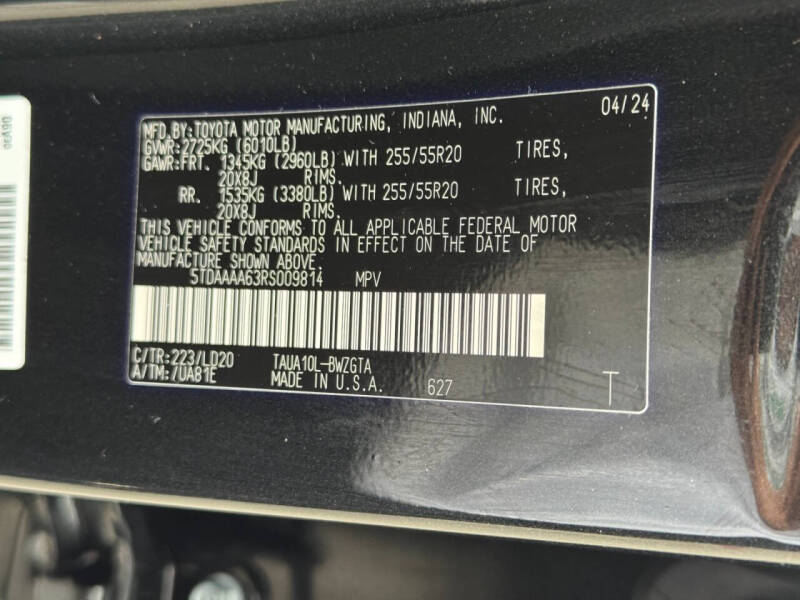 04/24
MFD.BY:TOYOTA MOTOR MANUFACTURING, INDIANA, INC.
GVWR:2725KG (6010LB)
GAWR:FRT. 1345KG (2960LB) WITH 255/55R20 TIRES,
20X8J RIMS.
RR. 1535KG (3380LB) WITH 255/55R20 TIRES,
20X8J RIMS.
THIS VEHICLE CONFORMS TO ALL APPLICABLE FEDERAL MOTOR
VEHICLE SAFETY STANDARDS IN EFFECT ON THE DATE OF
MANUFACTURE SHOWN ABOVE.
5TDAAAA63RS009814 MPV
C/TR:223/LD20 TAUA10L-BWZGTA
A/TM:/UA81E MADE IN U.S.A. 627 T